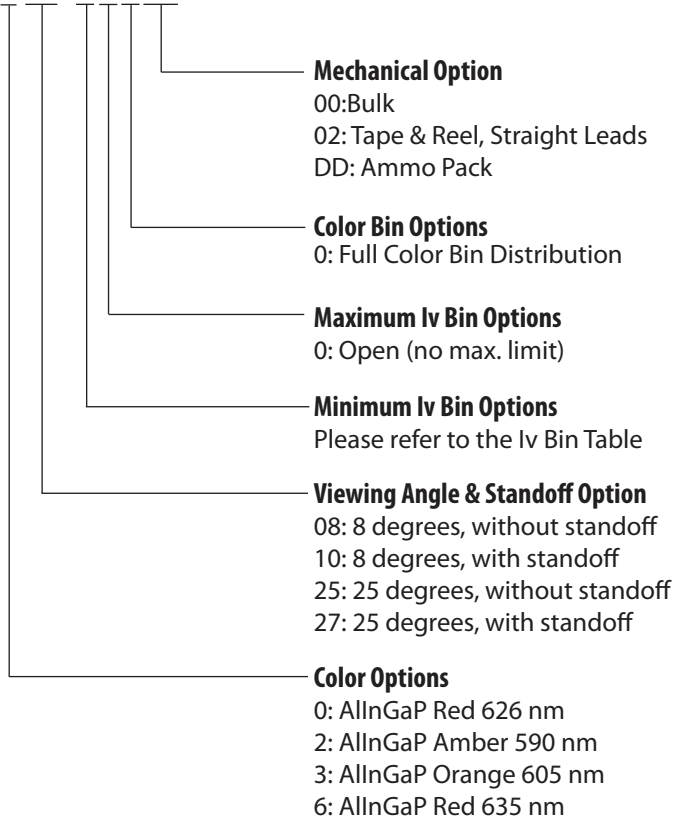 Mechanical Option
00:Bulk
02: Tape & Reel, Straight Leads
DD: Ammo Pack
Color Bin Options
0: Full Color Bin Distribution
Maximum Iv Bin Options
0: Open (no max. limit)
Minimum Iv Bin Options
Please refer to the Iv Bin Table
Viewing Angle & Standoff Option
08: 8 degrees, without standoff
10: 8 degrees, with standoff
25: 25 degrees, without standoff
27: 25 degrees, with standoff
Color Options
0: AlInGaP Red 626 nm
2: AlInGaP Amber 590 nm
3: AlInGaP Orange 605 nm
6: AlInGaP Red 635 nm